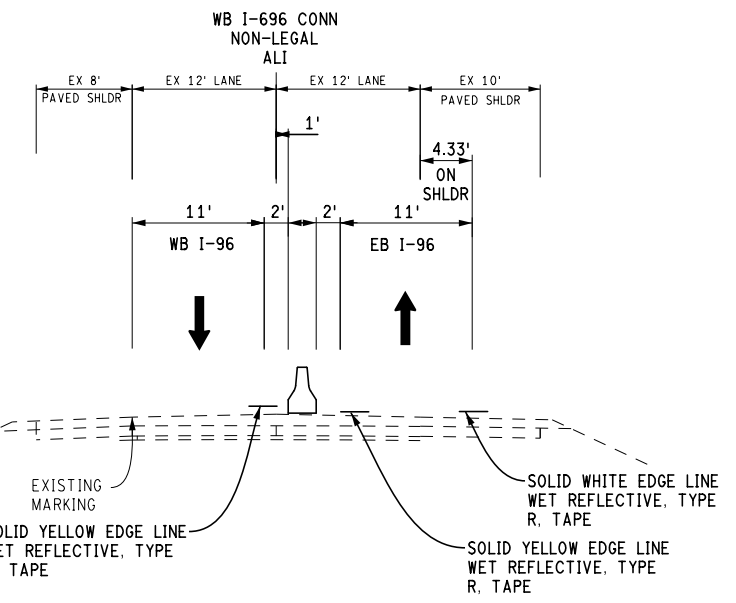 WB I-696 CONN
NON-LEGAL
ALI
EX 8'
PAVED SHLDR
EX 12' LANE
EX 12' LANE
EX 10'
PAVED SHLDR
1'
4.33'
ON
SHLDR
11'
2'
2'
11'
WB I-96
EB I-96
EXISTING
MARKING
OLID YELLOW EDGE LINE
ET REFLECTIVE, TYPE
TAPE
SOLID WHITE EDGE LINE
WET REFLECTIVE, TYPE
R, TAPE
SOLID YELLOW EDGE LINE
WET REFLECTIVE, TYPE
R, TAPE